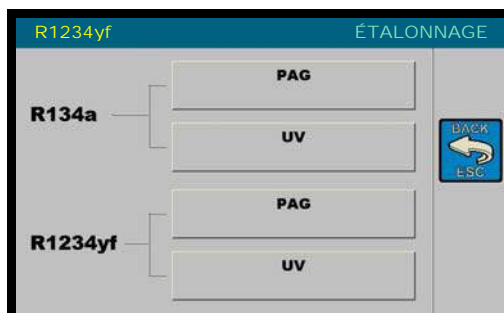 R1234yf ÉTALONNAGE
PAG
R134a
UV
BACK
ESC
PAG
R1234yf
UV